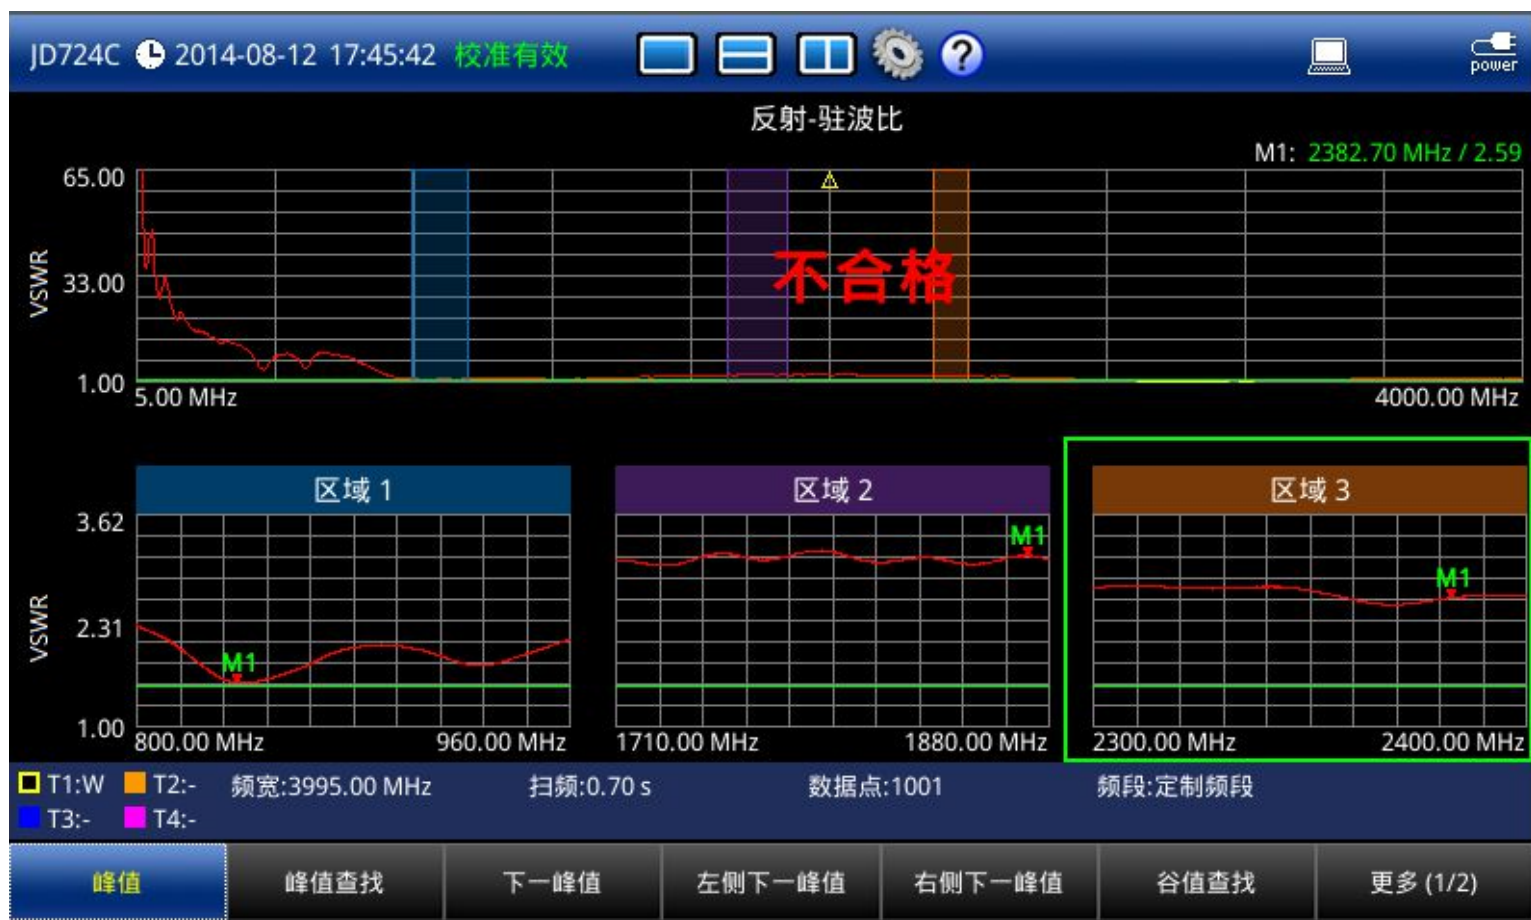 JD724C 2014-08-12 17:45:42 校准有效 ? power
反射-驻波比
M1: 2382.70 MHz / 2.59
65.00
不合格
VSWR
33.00
1.00
5.00 MHz 4000.00 MHz
区域 1 区域 2 区域 3
3.62
M1
M1
VSWR
2.31
M1
1.00
800.00 MHz 960.00 MHz 1710.00 MHz 1880.00 MHz 2300.00 MHz 2400.00 MHz
T1:W T2:- 频宽:3995.00 MHz 扫频:0.70 s 数据点:1001 频段:定制频段
T3:- T4:-
峰值 峰值查找 下一峰值 左侧下一峰值 右侧下一峰值 谷值查找 更多 (1/2)